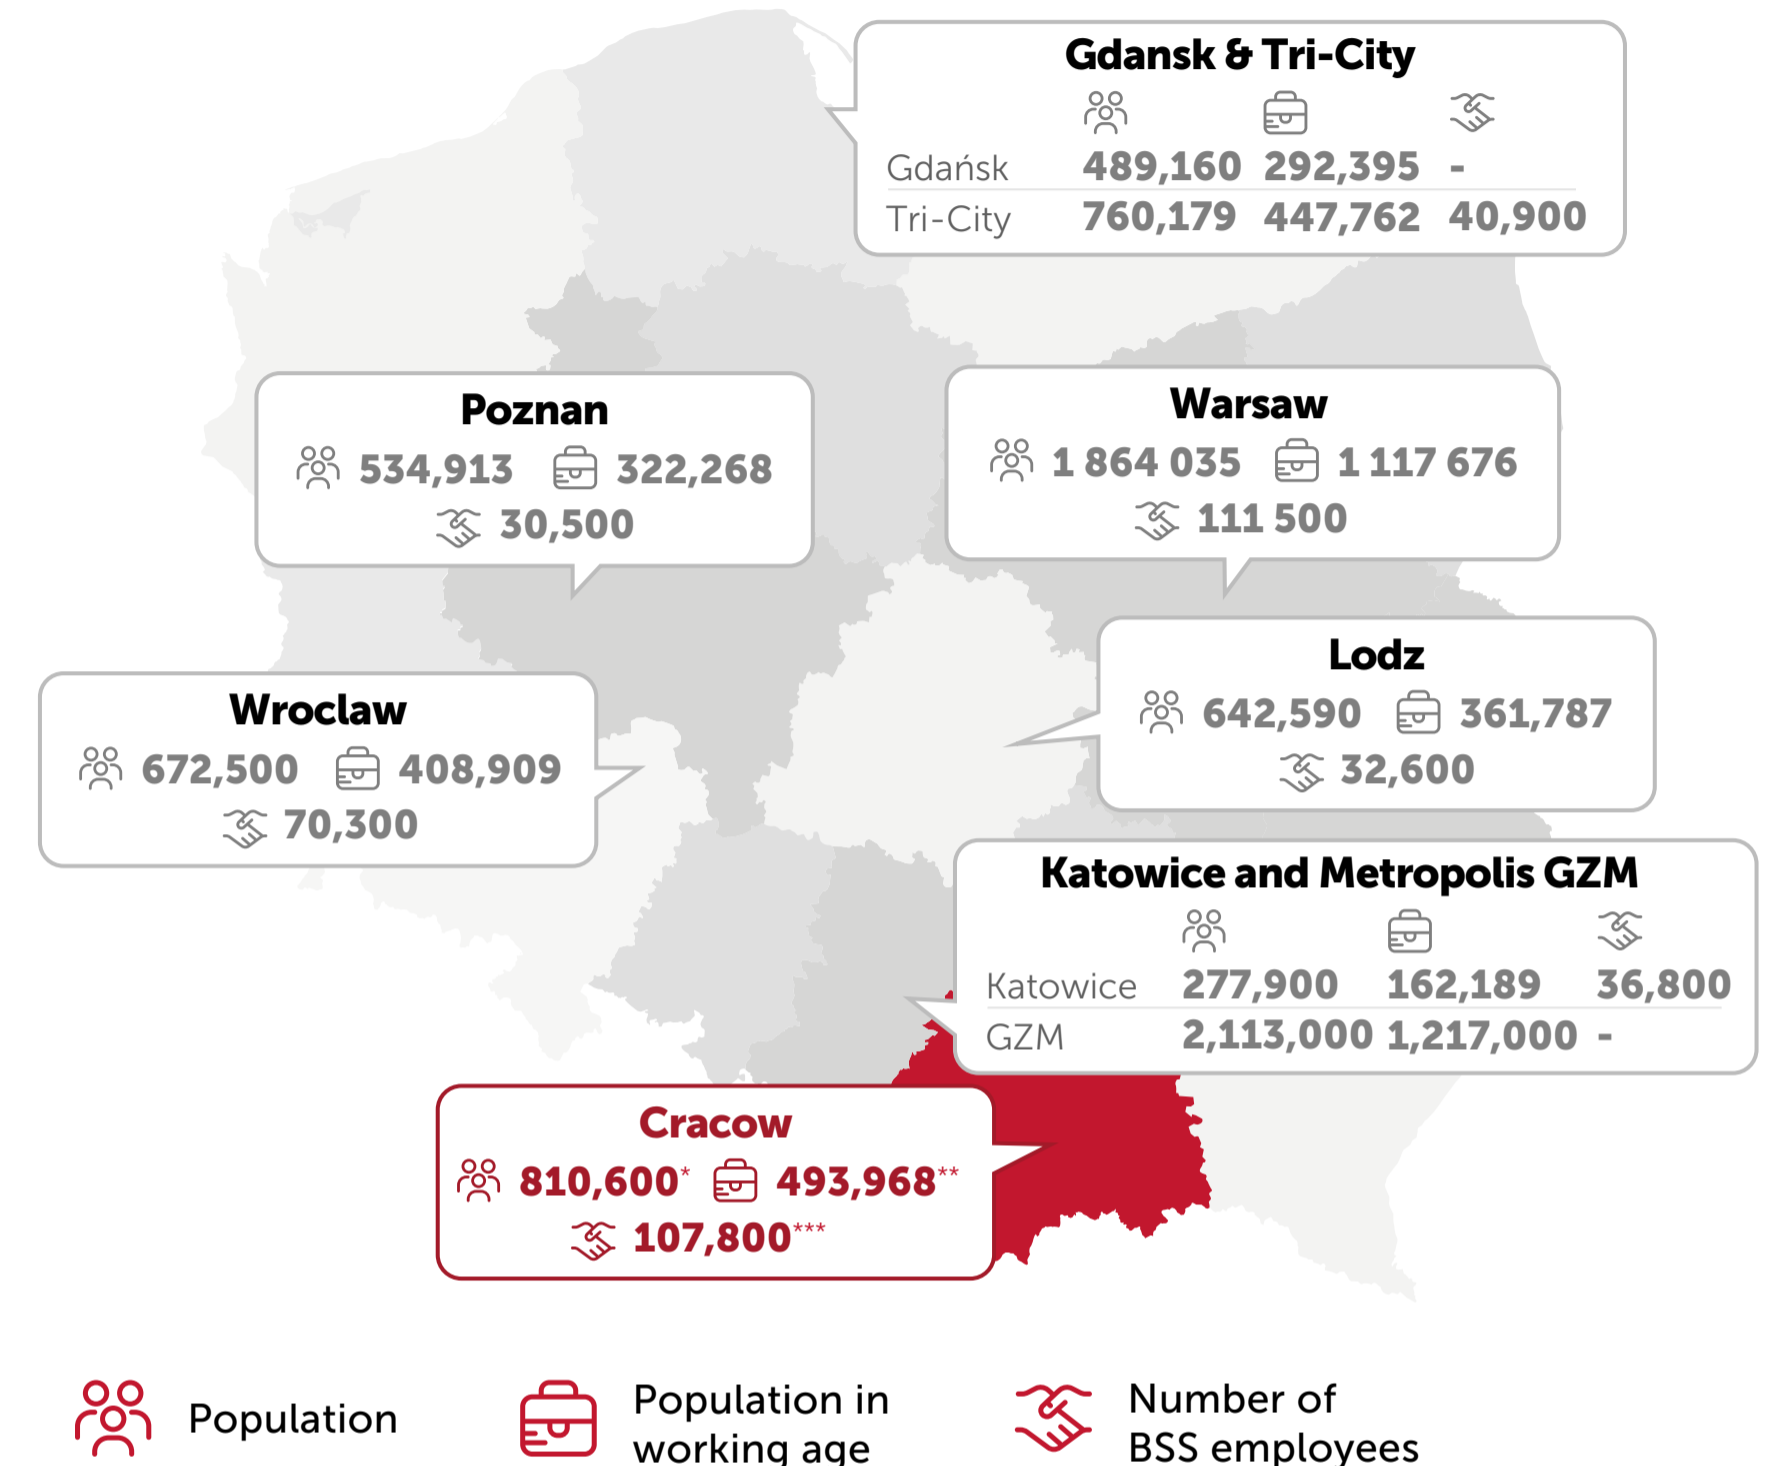 Gdansk & Tri-City
Gdańsk 489,160 292,395 -
Tri-City 760,179 447,762 40,900
Poznan
534,913 322,268
30,500
Warsaw
1 864 035 1 117 676
111 500
Lodz
642,590 361,787
32,600
Wroclaw
672,500 408,909
70,300
Katowice and Metropolis GZM
Katowice 277,900 162,189 36,800
GZM 2,113,000 1,217,000 -
Cracow
810,600* 493,968**
107,800***
Population
Population in
working age
Number of
BSS employees